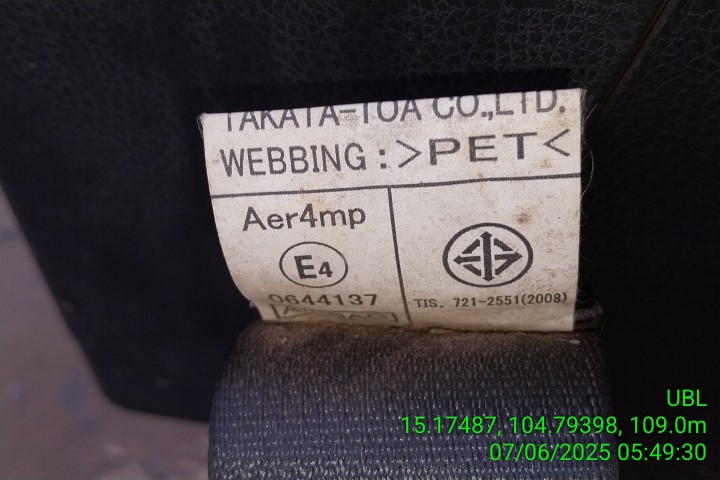 TAKATA-TOA CO.,LTD.
WEBBING : >PET<
Aer4mp
E4
0644137
TIS. 721-2551(2008)
UBL
15.17487, 104.79398, 109.0m
07/06/2025 05:49:30